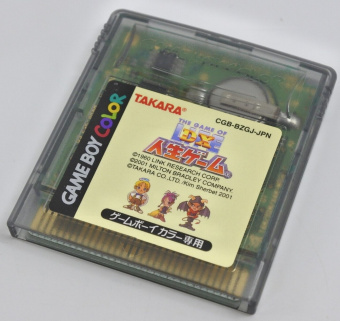 GAME BOY COLOR
TAKARA
CGB-BZGJ-JPN
THE GAME OF
DX
人生ゲーム
©1960 LINK RESEARCH CORP
©2001 MILTON BRADLEY COMPANY
©TAKARA CO.,LTD./Kim Sherbet 2001
ゲームボーイカラー専用